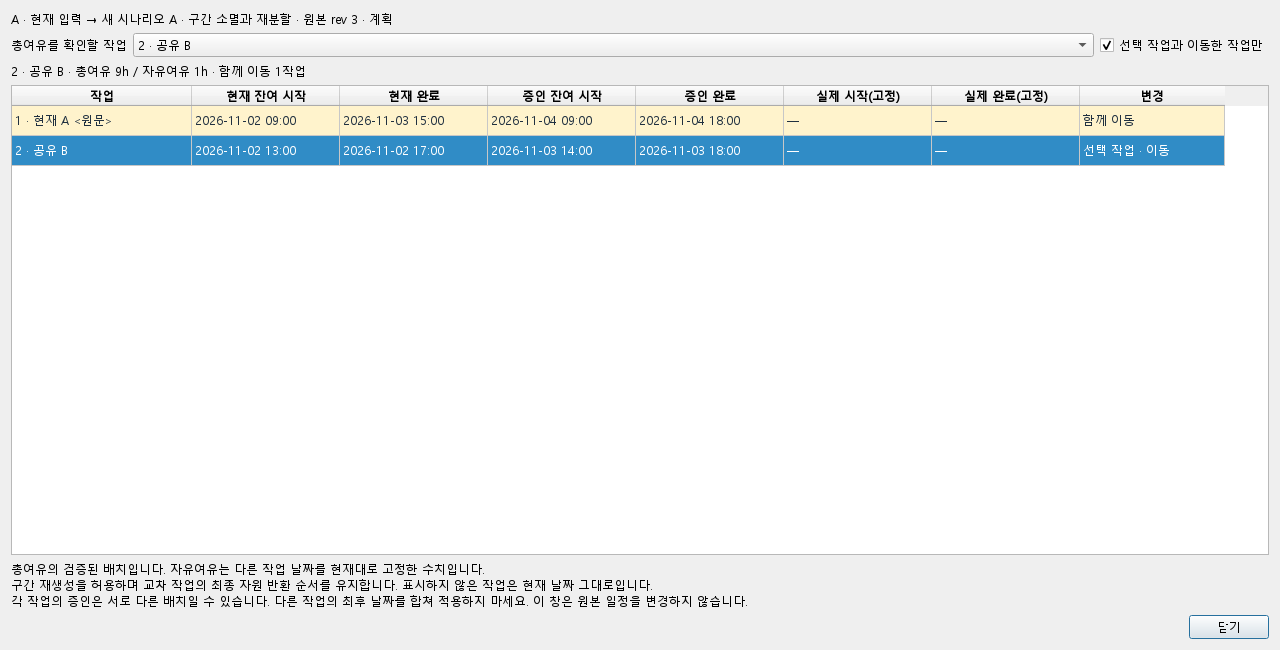 A · 현재 입력 → 새 시나리오 A · 구간 소멸과 재분할 · 원본 rev 3 · 계획
총여유를 확인할 작업 2 · 공유 B 선택 작업과 이동한 작업만
2 · 공유 B · 총여유 9h / 자유여유 1h · 함께 이동 1작업
작업 현재 잔여 시작 현재 완료 증인 잔여 시작 증인 완료 실제 시작(고정) 실제 완료(고정) 변경
1 · 현재 A <원문> 2026-11-02 09:00 2026-11-03 15:00 2026-11-04 09:00 2026-11-04 18:00 — — 함께 이동
2 · 공유 B 2026-11-02 13:00 2026-11-02 17:00 2026-11-03 14:00 2026-11-03 18:00 — — 선택 작업 · 이동
총여유의 검증된 배치입니다. 자유여유는 다른 작업 날짜를 현재대로 고정한 수치입니다.
구간 재생성을 허용하며 교차 작업의 최종 자원 반환 순서를 유지합니다. 표시하지 않은 작업은 현재 날짜 그대로입니다.
각 작업의 증인은 서로 다른 배치일 수 있습니다. 다른 작업의 최후 날짜를 합쳐 적용하지 마세요. 이 창은 원본 일정을 변경하지 않습니다.
닫기